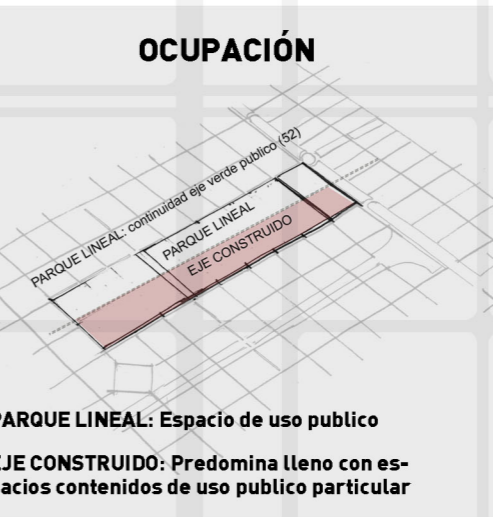 OCUPACIÓN
PARQUE LINEAL: continuidad eje verde publico (52)
PARQUE LINEAL
EJE CONSTRUIDO
PARQUE LINEAL: Espacio de uso publico
EJE CONSTRUIDO: Predomina lleno con es-
pacios contenidos de uso publico particular